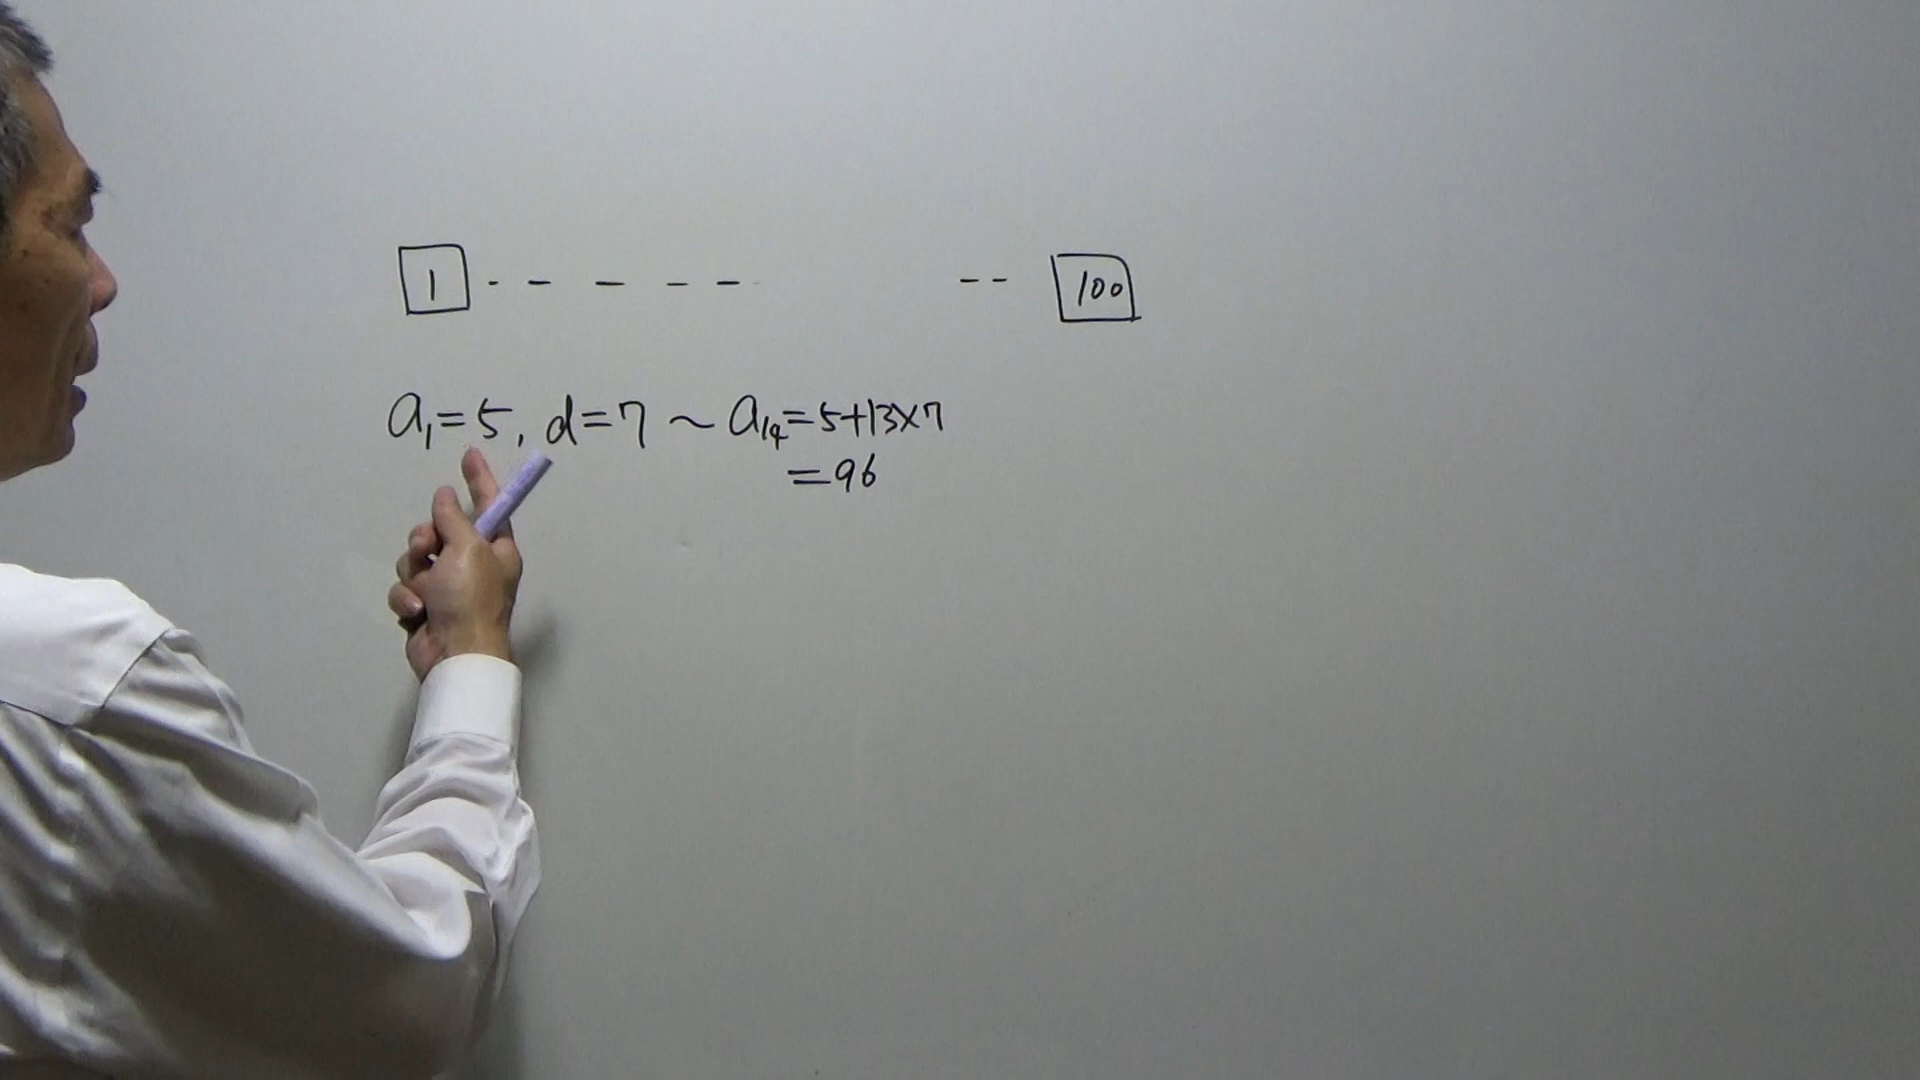 1 - - - - - - - 100
a₁=5, d=7 ~ a₁₄=5+13×7
=96